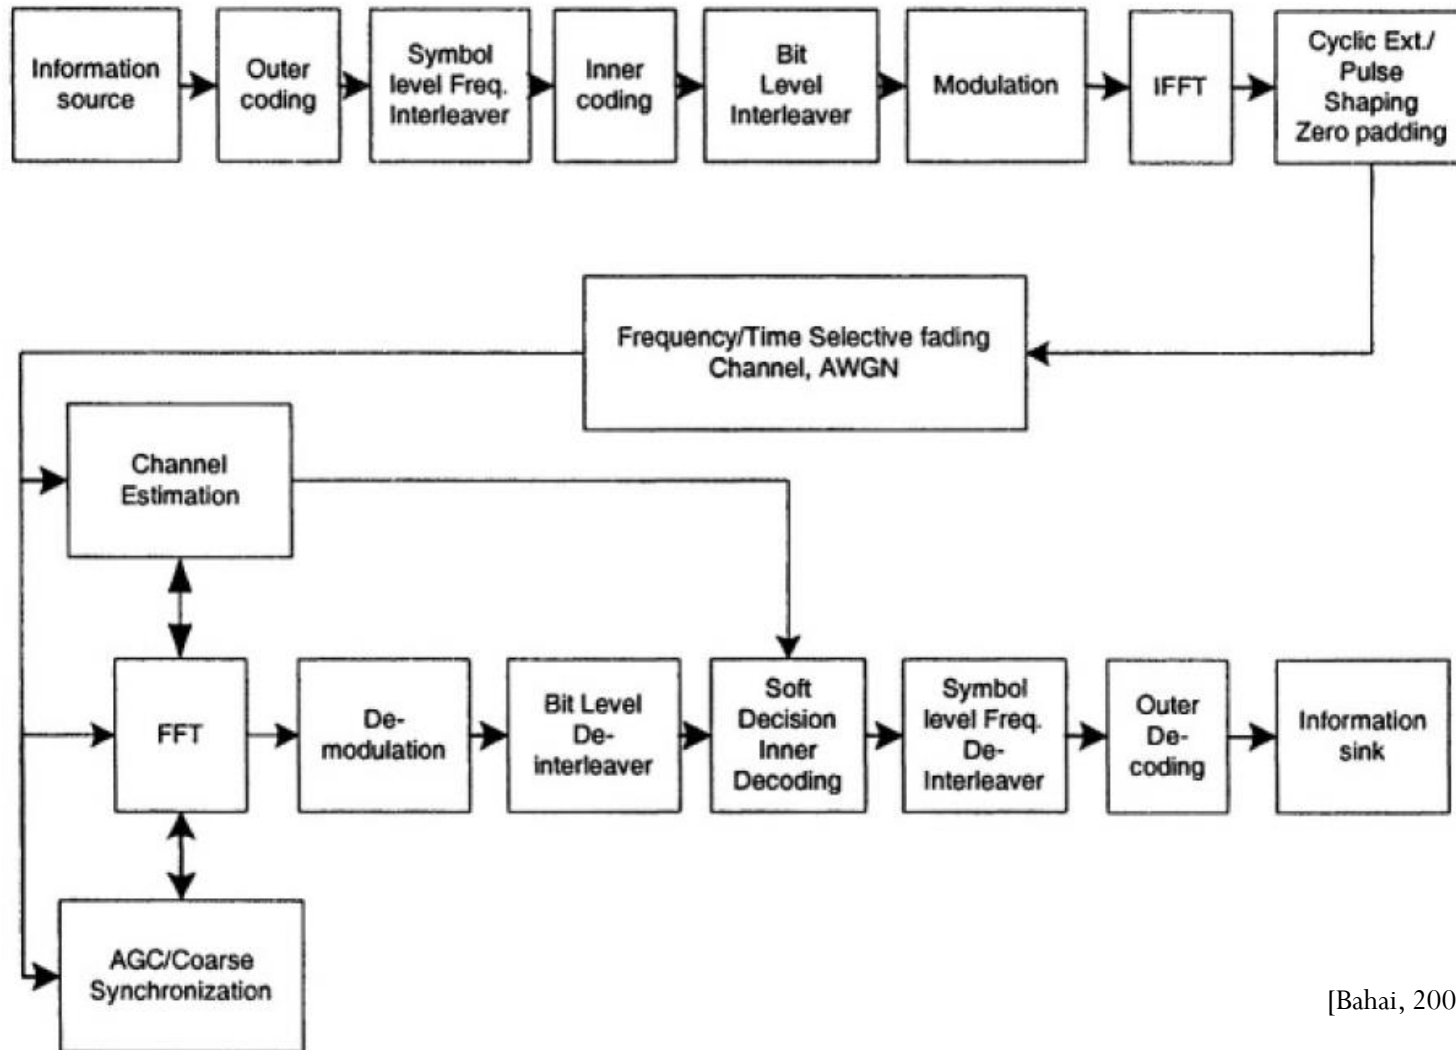 Information
source
Outer
coding
Symbol
level Freq.
Interleaver
Inner
coding
Bit
Level
Interleaver
Modulation
IFFT
Cyclic Ext./
Pulse
Shaping
Zero padding
Frequency/Time Selective fading
Channel, AWGN
Channel
Estimation
FFT
De-
modulation
Bit Level
De-
interleaver
Soft
Decision
Inner
Decoding
Symbol
level Freq.
De-
Interleaver
Outer
De-
coding
Information
sink
AGC/Coarse
Synchronization
[Bahai, 200